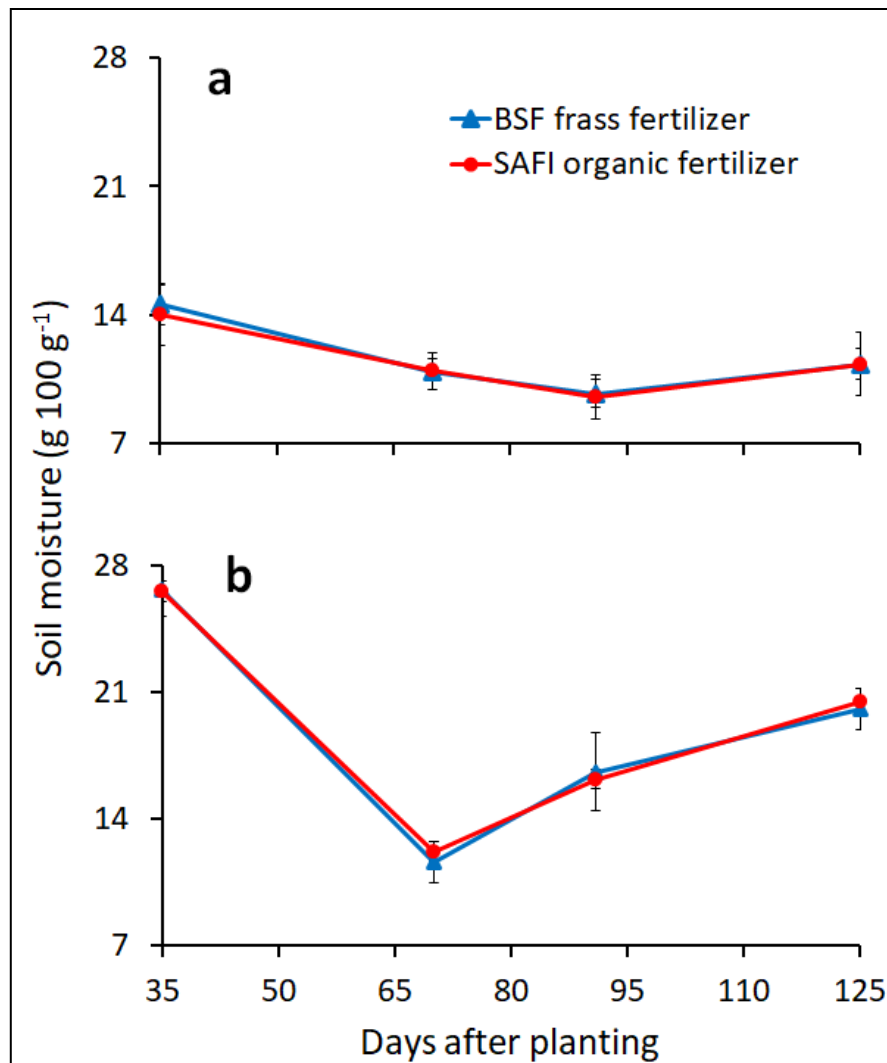 28
a
BSF frass fertilizer
SAFI organic fertilizer
21
14
7
Soil moisture (g 100 g⁻¹)
28
b
21
14
7
35 50 65 80 95 110 125
Days after planting